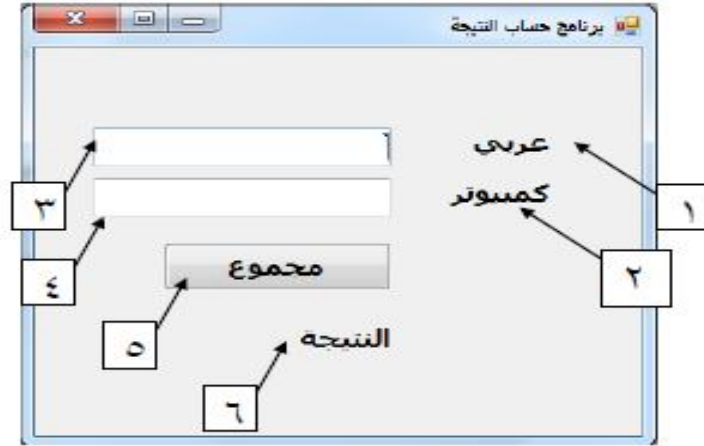 برنامج حساب النتيجة
عربي
١
٣
كمبيوتر
٢
٤
مجموع
٥
النتيجة
٦